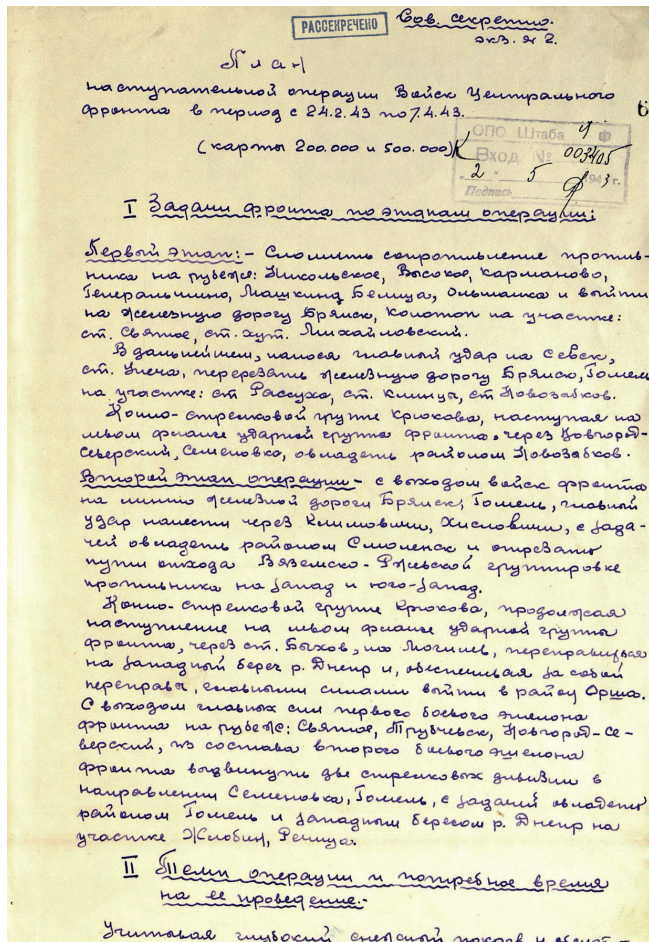 РАССЕКРЕЧЕНО
Сов. секретно.
экз. № 2.
План
наступательной операции Войск Центрального
фронта в период с 24.2.43 по 7.4.43.
6
(карты 200.000 и 500.000)
ОПО Штаба ЦФ
Вход. № 003405
"2" 5 1943 г.
Подпись
I Задачи фронта по этапам операции:
Первый этап:- Сломить сопротивление против-
ника на рубеже: Никольское, Высокое, Карманово,
Генеральшино, Машкина Белица, Ольшанка и выйти
на железную дорогу Брянск, Конотоп на участке:
ст. Святое, ст. хут. Михайловский.
В дальнейшем, нанося главный удар на Севск,
ст. Унеча, перерезать железную дорогу Брянск, Гомель
на участке: ст Рассуха, ст. Клинцы, ст Новозыбков.
Конно-стрелковой группе Крюкова, наступая на
левом фланге ударной группы фронта, через Новгород-
Северский, Семеновка, овладеть районом Новозыбков.
Второй этап операции- с выходом войск фронта
на линию железной дороги Брянск, Гомель, главный
удар нанести через Климовичи, Хисловичи, с зада-
чей овладеть районом Смоленск и отрезать
пути отхода Вяземско-Ржевской группировке
противника на запад и юго-запад.
Конно-стрелковой группе Крюкова, продолжая
наступление на левом фланге ударной группы
фронта, через ст. Быхов, на Могилев, переправиться
на западный берег р. Днепр и, обеспечивая за собой
переправы, главными силами выйти в район Орша.
С выходом главных сил первого боевого эшелона
фронта на рубеж: Святое, Трубчевск, Новгород-Се-
верский, из состава второго боевого эшелона
фронта выдвинуть две стрелковых дивизии в
направлении Семеновка, Гомель, с задачей овладеть
районом Гомель и западным берегом р. Днепр на
участке Жлобин, Речица.
II Темп операции и потребное время
на ее проведение.-
Учитывая глубокий снежный покров и